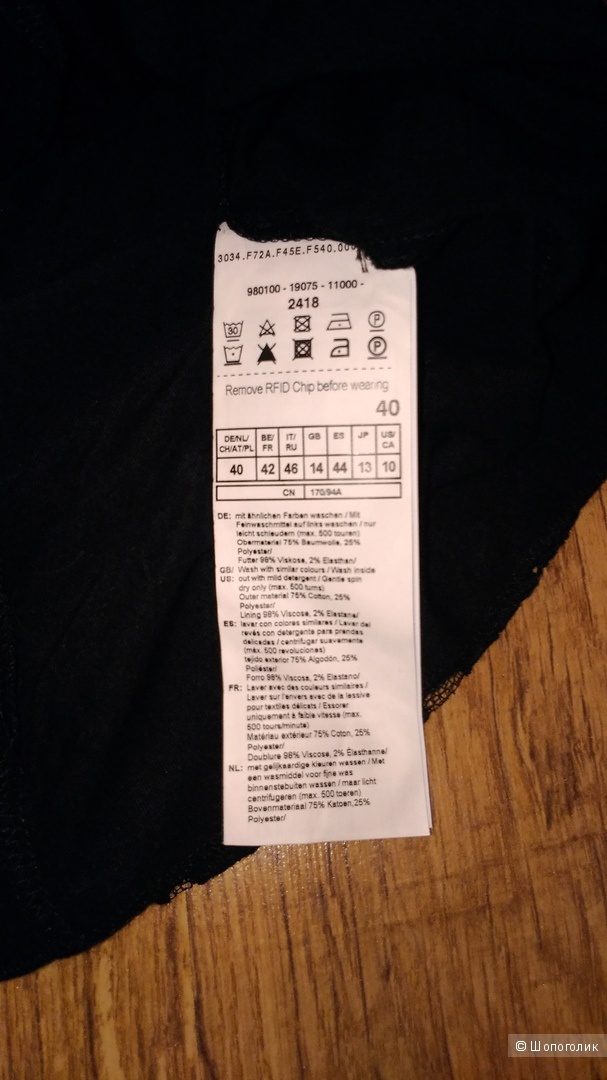 3034.F72A.F45E.F540.000
980100 - 19075 - 11000 -
2418
30 P
P
Remove RFID Chip before wearing
40
DE/NL/ CH/AT/PL BE/ FR IT/ RU GB ES JP US/ CA
40 42 46 14 44 13 10
CN 170/94A
DE: mit ähnlichen Farben waschen / Mit
Feinwaschmittel auf links waschen / nur
leicht schleudern (max. 500 touren)
Obermaterial 75% Baumwolle, 25%
Polyester/
Futter 98% Viskose, 2% Elasthan/
GB/ Wash with similar colours / Wash inside
US: out with mild detergent / Gentle spin
dry only (max. 500 turns)
Outer material 75% Cotton, 25%
Polyester/
Lining 98% Viscose, 2% Elastane/
ES: lavar con colores similares / Lavar del
revés con detergente para prendas
delicadas / centrifugar suavemente
(máx. 500 revoluciones)
tejido exterior 75% Algodón, 25%
Poliéster/
Forro 98% Viscosa, 2% Elastano/
FR: Laver avec des couleurs similaires /
Laver sur l'envers avec de la lessive
pour textiles délicats / Essorer
uniquement à faible vitesse (max.
500 tours/minute)
Matériau extérieur 75% Coton, 25%
Polyester/
Doublure 98% Viscose, 2% Élasthanne/
NL: met gelijkaardige kleuren wassen / Met
een wasmiddel voor fijne was
binnenstebuiten wassen / maar licht
centrifugeren (max. 500 toeren)
Bovenmateriaal 75% Katoen, 25%
Polyester/
© Шопоголик